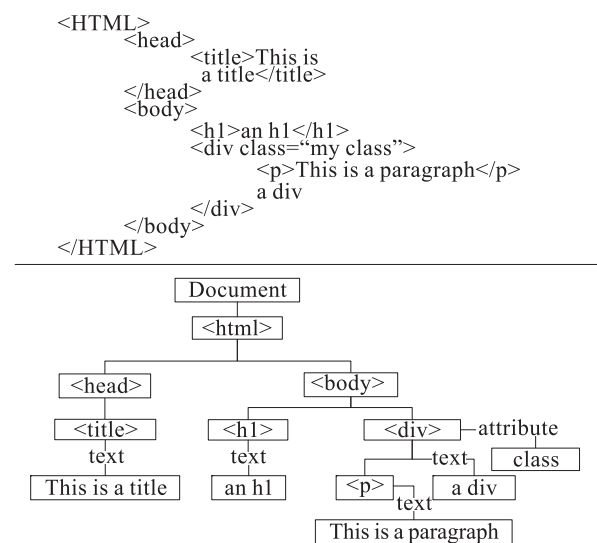 <HTML>
<head>
<title>This is
a title</title>
</head>
<body>
<h1>an h1</h1>
<div class=“my class”>
<p>This is a paragraph</p>
a div
</div>
</body>
</HTML>
Document
<html>
<head>
<body>
<title>
<h1>
<div>
attribute
text
text
text
class
This is a title
an h1
<p>
a div
text
This is a paragraph